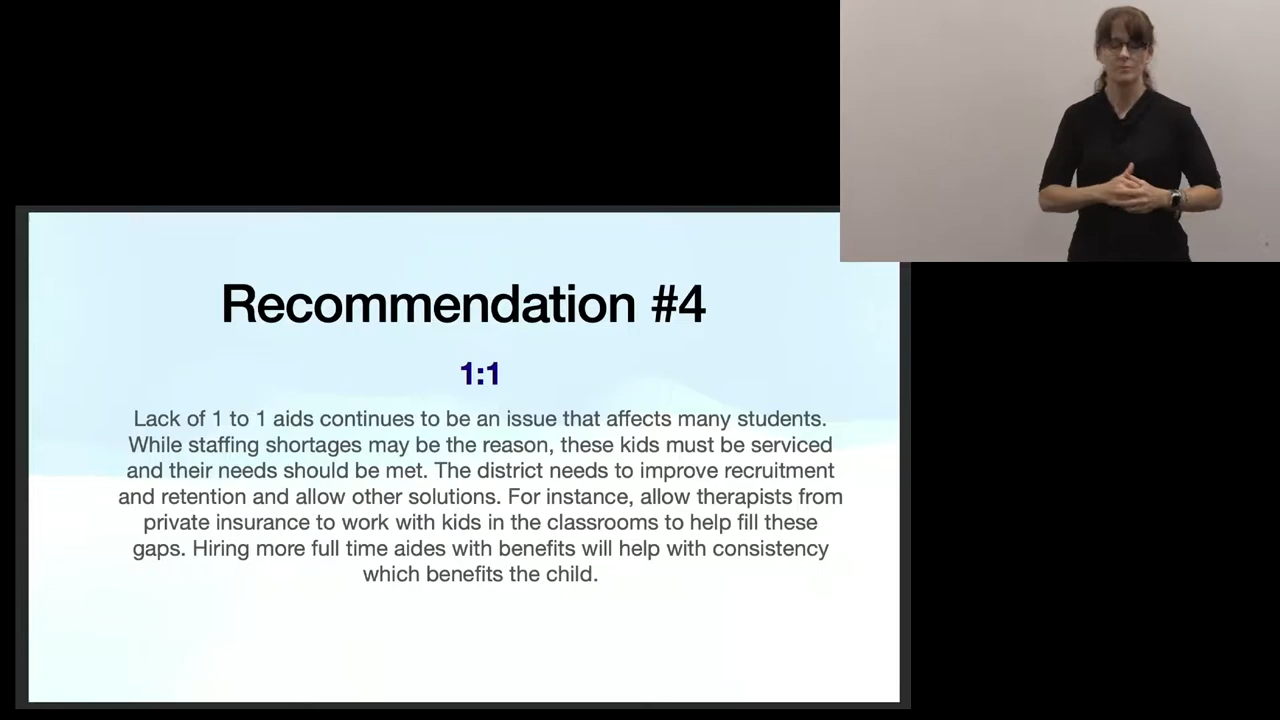 Recommendation #4
1:1
Lack of 1 to 1 aids continues to be an issue that affects many students.
While staffing shortages may be the reason, these kids must be serviced
and their needs should be met. The district needs to improve recruitment
and retention and allow other solutions. For instance, allow therapists from
private insurance to work with kids in the classrooms to help fill these
gaps. Hiring more full time aides with benefits will help with consistency
which benefits the child.